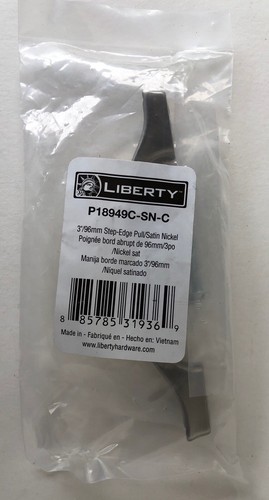 LIBERTY
P18949C-SN-C
3"/96mm Step-Edge Pull/Satin Nickel
Poignée bord abrupt de 96mm/3po
/Nickel sat
Manija borde marcado 3"/96mm
/Níquel satinado
8 85785 31936 9
Made in - Fabriqué en - Hecho en: Vietnam
www.libertyhardware.com